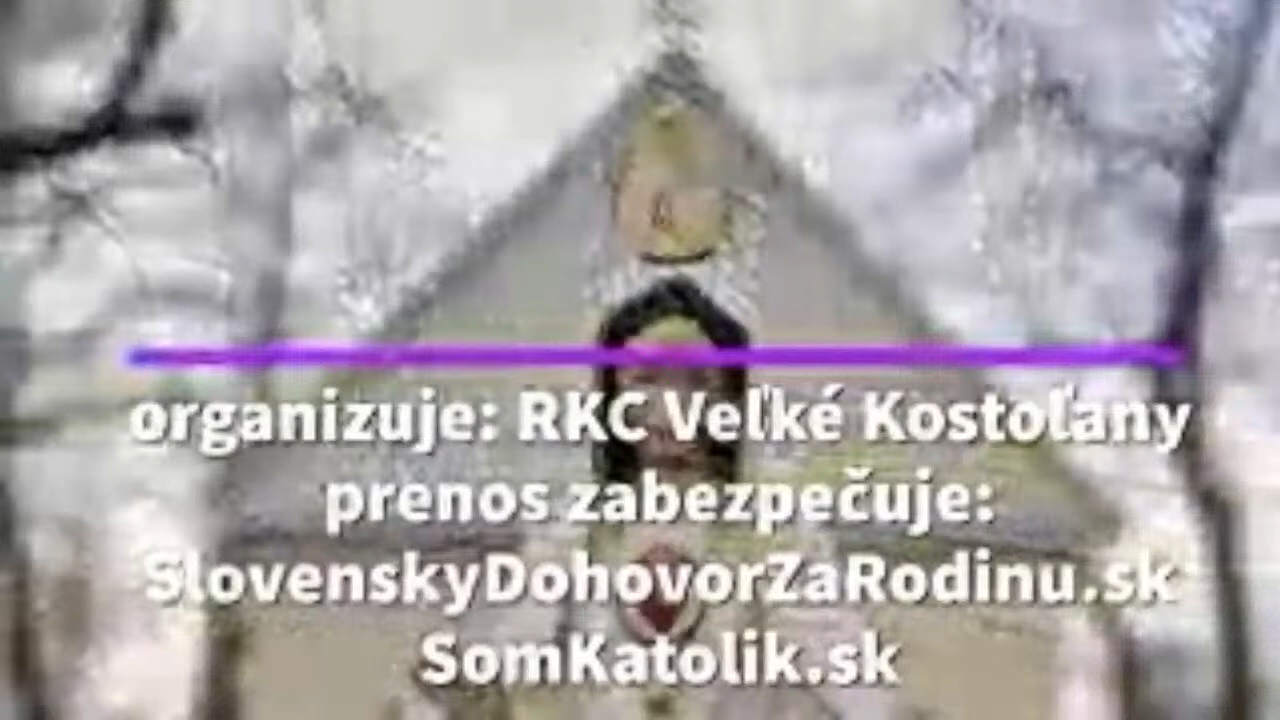 organizuje: RKC Veľké Kostoľany
prenos zabezpečuje:
SlovenskyDohovorZaRodinu.sk
SomKatolik.sk